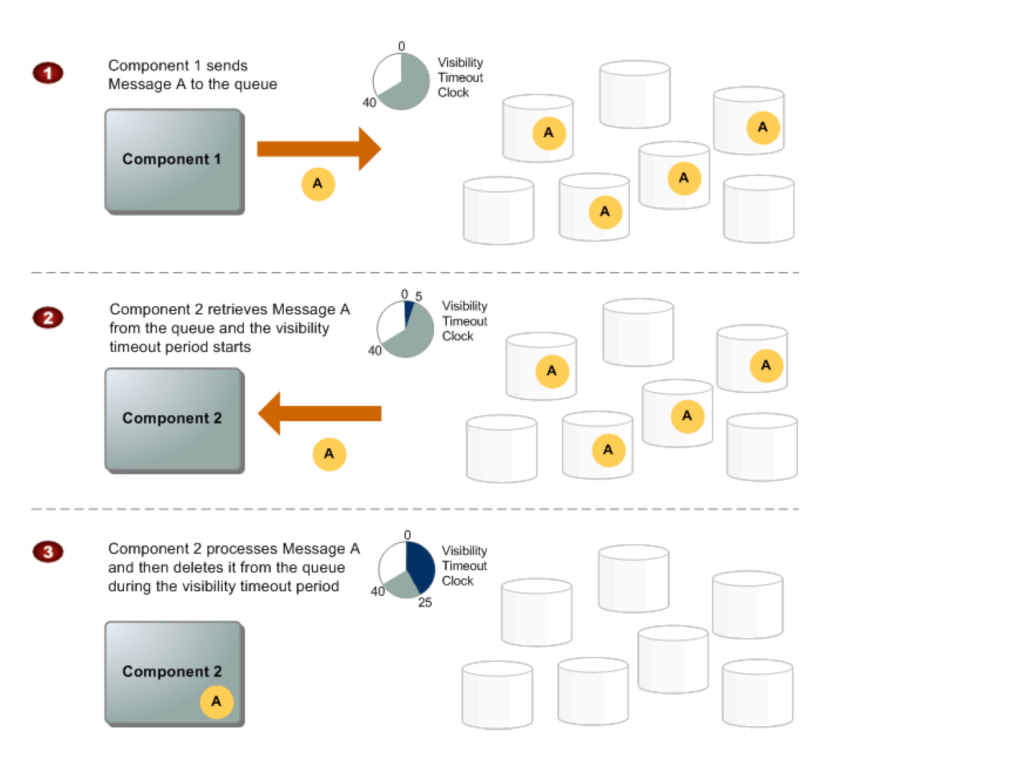 1
Component 1 sends
Message A to the queue
0
40
Visibility
Timeout
Clock
Component 1
A
A
A
A
A
2
Component 2 retrieves Message A
from the queue and the visibility
timeout period starts
0 5
40
Visibility
Timeout
Clock
Component 2
A
A
A
A
A
3
Component 2 processes Message A
and then deletes it from the queue
during the visibility timeout period
0
40
25
Visibility
Timeout
Clock
Component 2
A